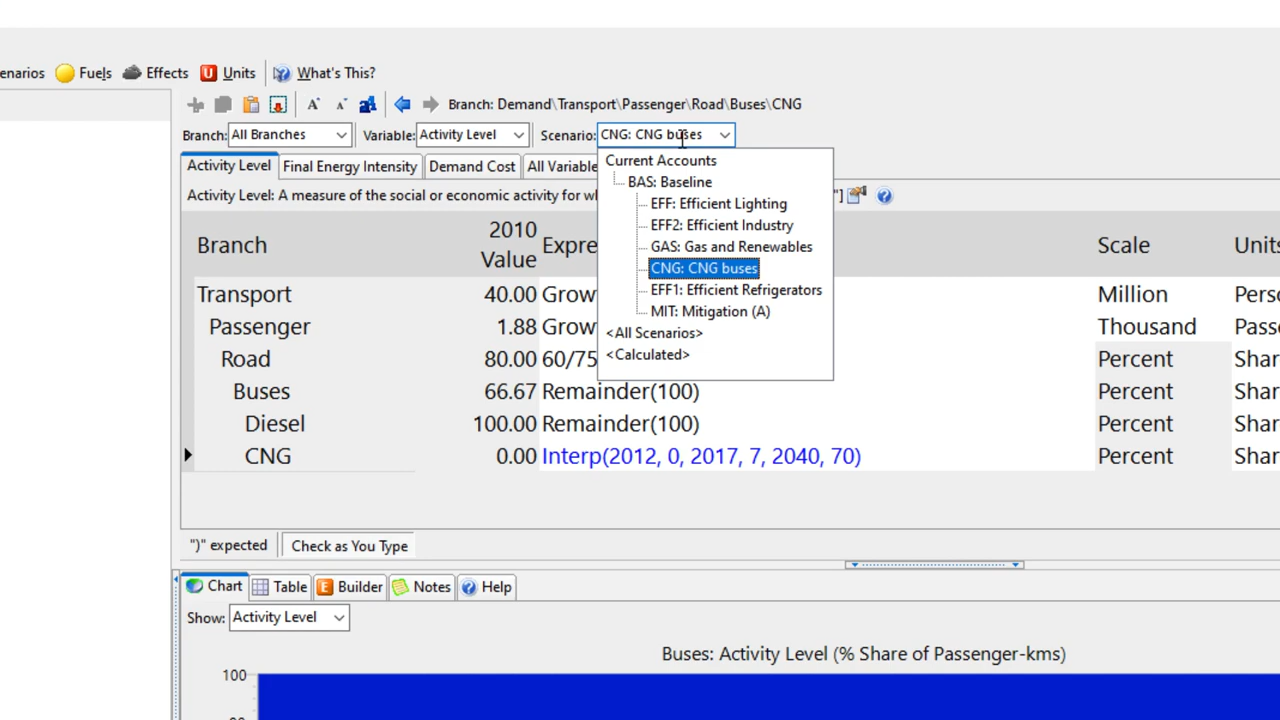 enarios Fuels Effects U Units What's This?
A A Branch: Demand\Transport\Passenger\Road\Buses\CNG
Branch: All Branches Variable: Activity Level Scenario: CNG: CNG buses
Activity Level Final Energy Intensity Demand Cost All Variable
Current Accounts
BAS: Baseline
EFF: Efficient Lighting
EFF2: Efficient Industry
GAS: Gas and Renewables
CNG: CNG buses
EFF1: Efficient Refrigerators
MIT: Mitigation (A)
<All Scenarios>
<Calculated>
Activity Level: A measure of the social or economic activity for wh "] ?
Branch 2010 Value Expre Scale Units
Transport 40.00 Grow Million Pers
Passenger 1.88 Grow Thousand Pass
Road 80.00 60/75 Percent Shar
Buses 66.67 Remainder(100) Percent Shar
Diesel 100.00 Remainder(100) Percent Shar
CNG 0.00 Interp(2012, 0, 2017, 7, 2040, 70) Percent Shar
")" expected Check as You Type
Chart Table E Builder Notes ? Help
Show: Activity Level
Buses: Activity Level (% Share of Passenger-kms)
100